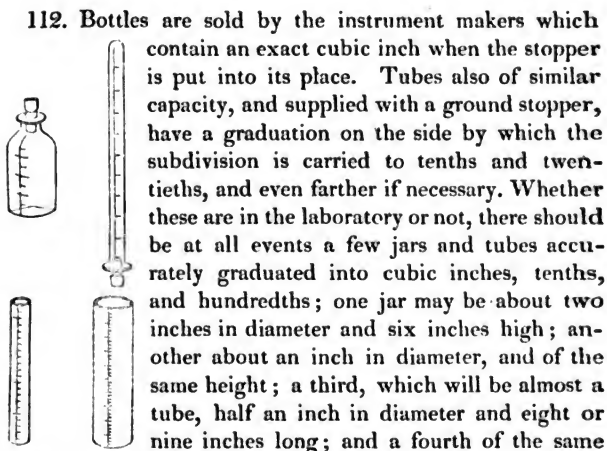 112. Bottles are sold by the instrument makers which
contain an exact cubic inch when the stopper
is put into its place. Tubes also of similar
capacity, and supplied with a ground stopper,
have a graduation on the side by which the
subdivision is carried to tenths and twen-
tieths, and even farther if necessary. Whether
these are in the laboratory or not, there should
be at all events a few jars and tubes accu-
rately graduated into cubic inches, tenths,
and hundredths; one jar may be about two
inches in diameter and six inches high; an-
other about an inch in diameter, and of the
same height; a third, which will be almost a
tube, half an inch in diameter and eight or
nine inches long; and a fourth of the same